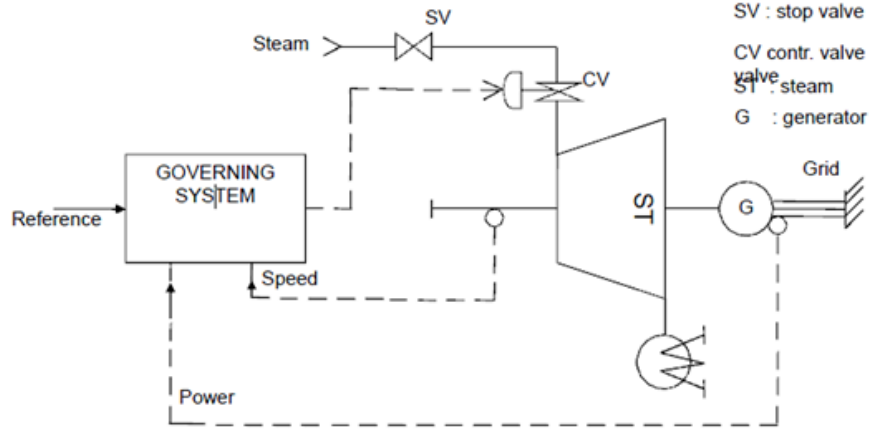 SV
Steam
SV : stop valve
CV contr. valve
valve
ST : steam
G : generator
CV
GOVERNING
SYSTEM
Grid
Reference
ST
G
Speed
Power